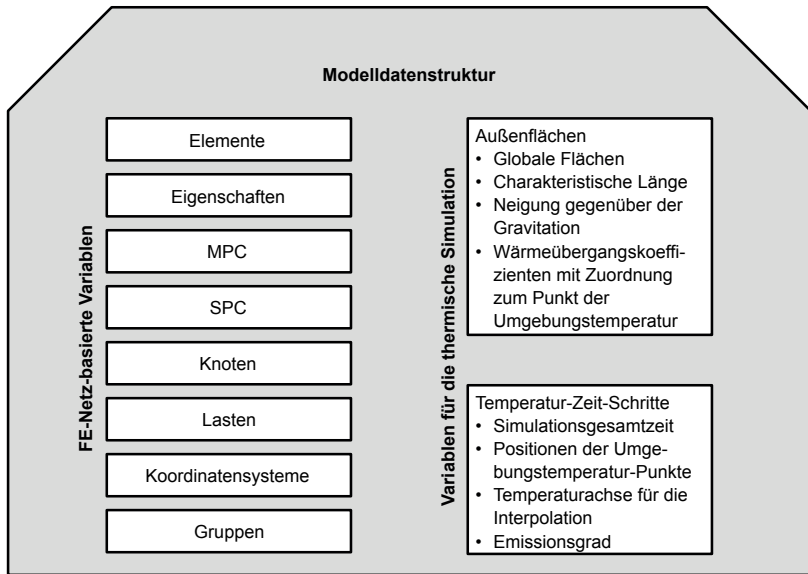 Modelldatenstruktur
FE-Netz-basierte Variablen
Elemente
Eigenschaften
MPC
SPC
Knoten
Lasten
Koordinatensysteme
Gruppen
Variablen für die thermische Simulation
Außenflächen
• Globale Flächen
• Charakteristische Länge
• Neigung gegenüber der
Gravitation
• Wärmeübergangskoeffi-
zienten mit Zuordnung
zum Punkt der
Umgebungstemperatur
Temperatur-Zeit-Schritte
• Simulationsgesamtzeit
• Positionen der Umge-
bungstemperatur-Punkte
• Temperaturachse für die
Interpolation
• Emissionsgrad